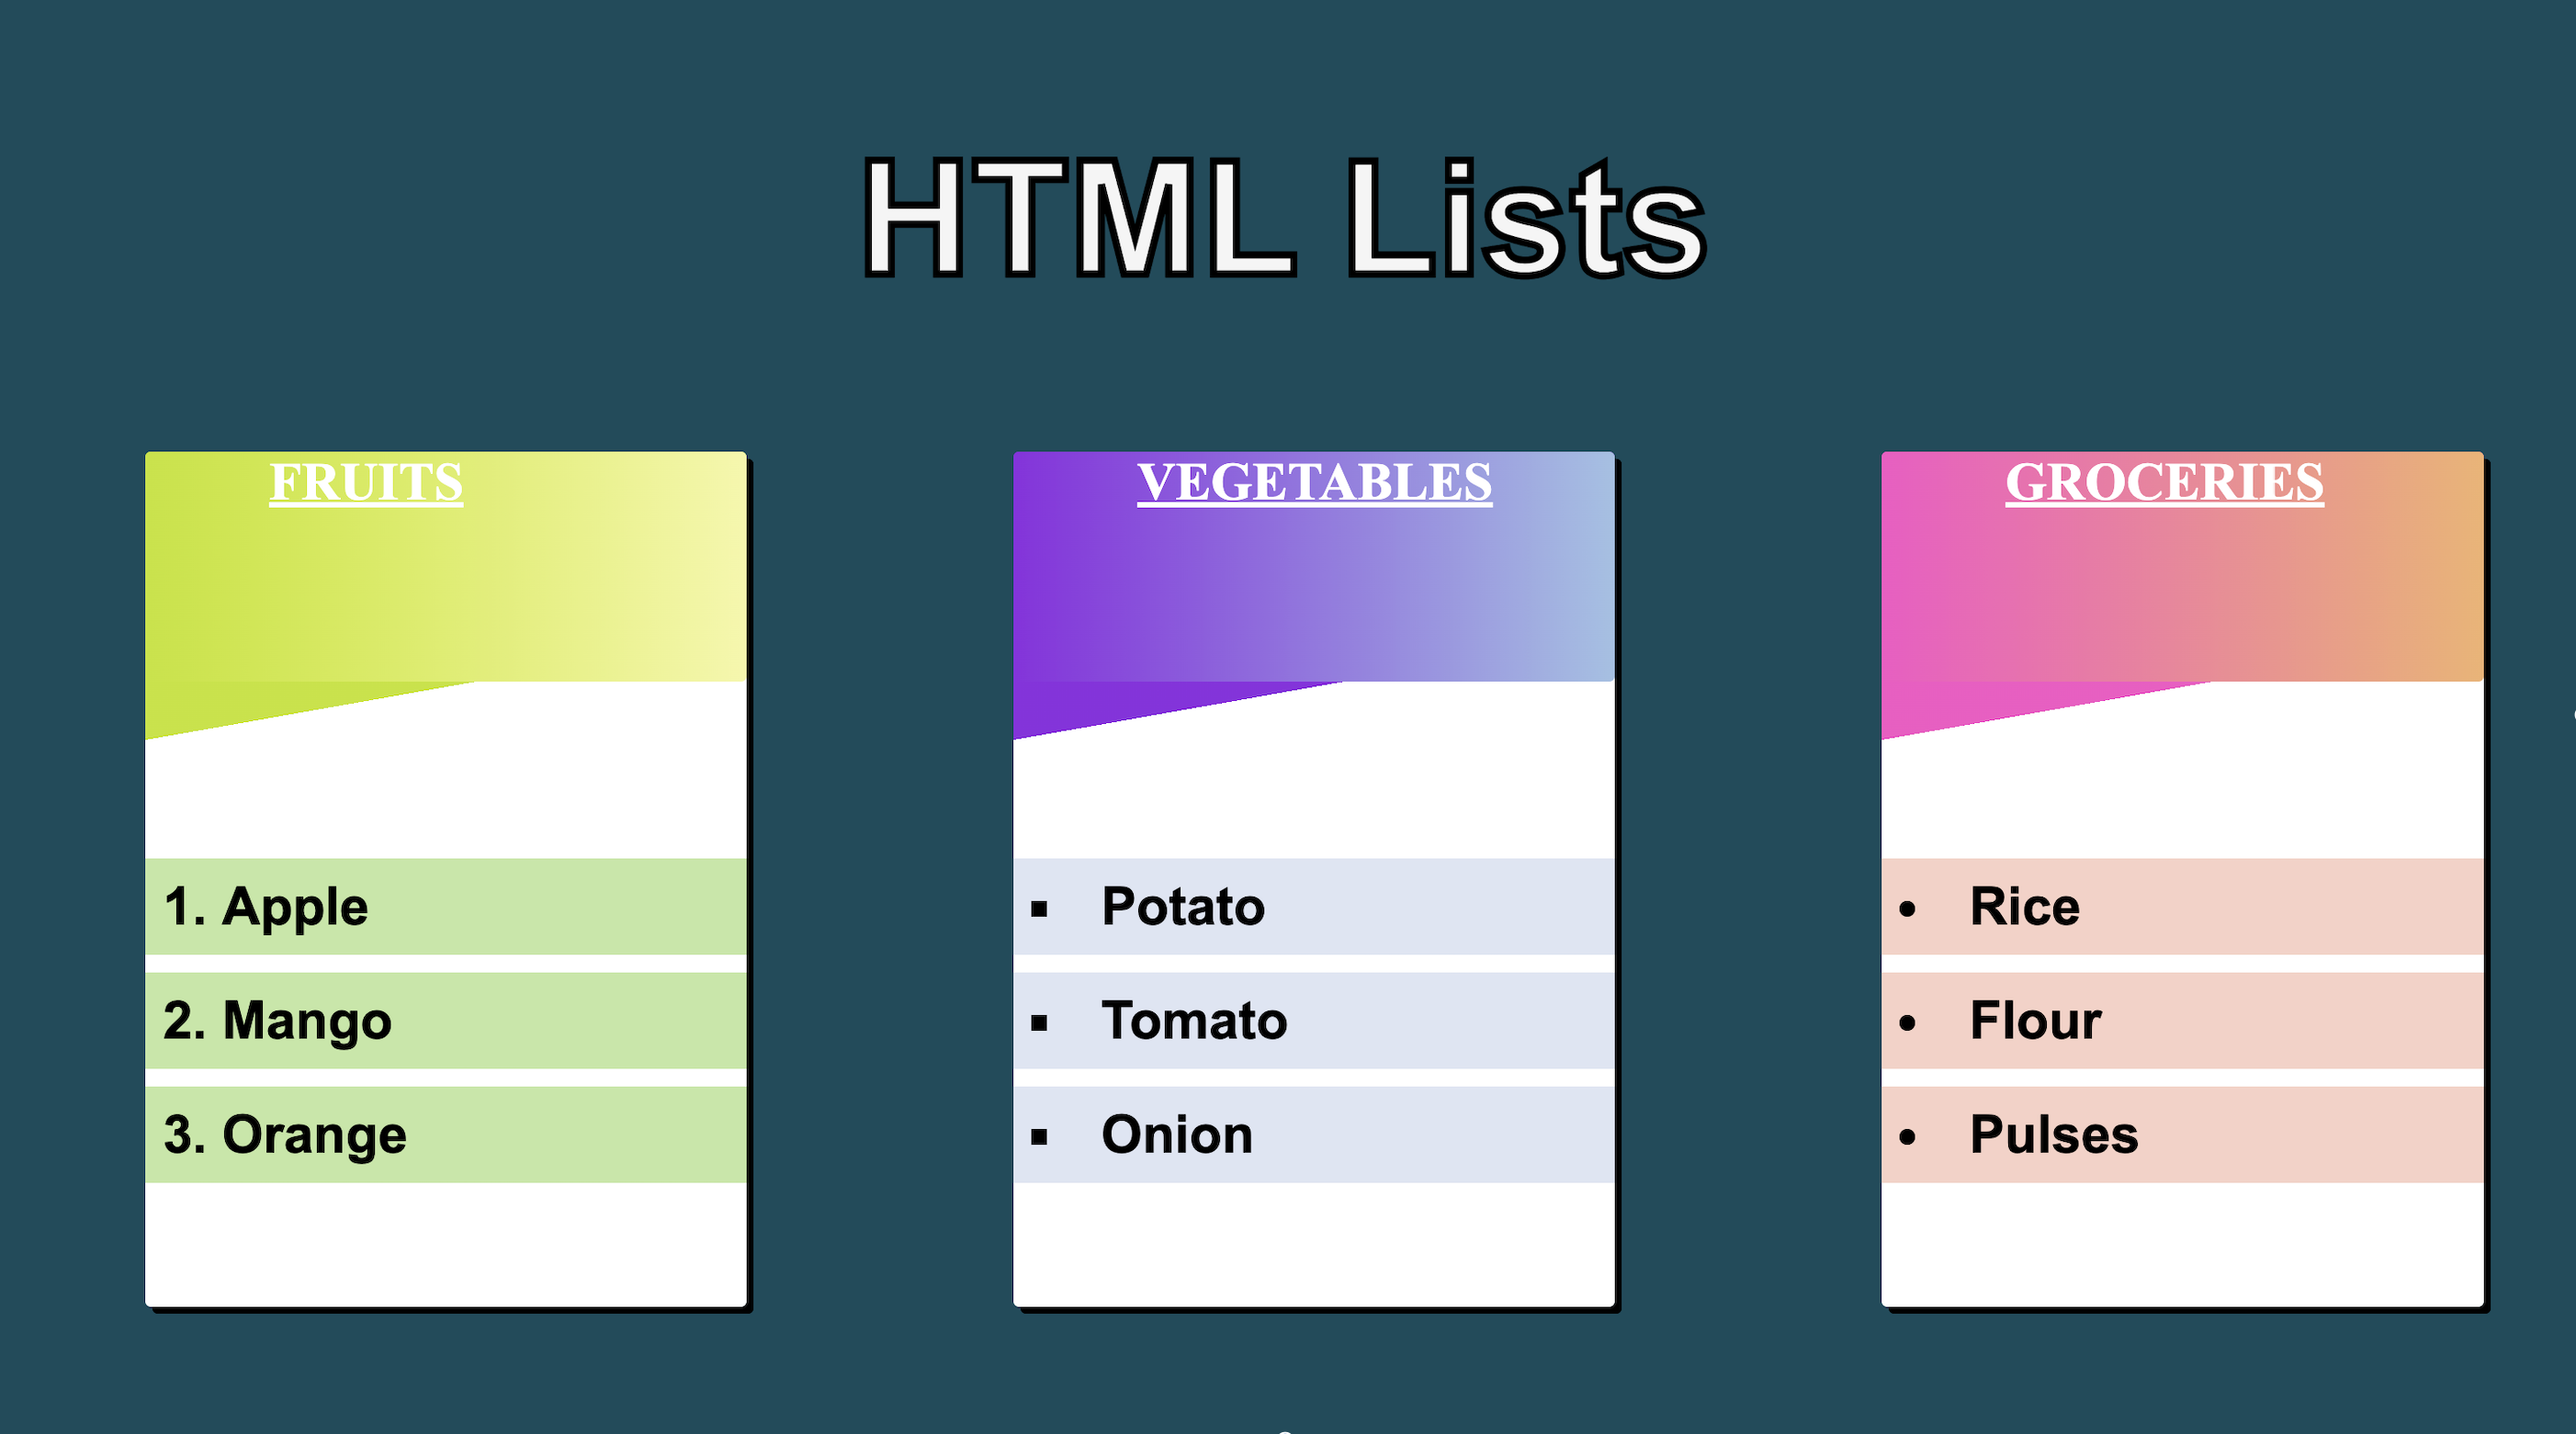 HTML Lists
FRUITS
1. Apple
2. Mango
3. Orange
VEGETABLES
▪ Potato
▪ Tomato
▪ Onion
GROCERIES
• Rice
• Flour
• Pulses